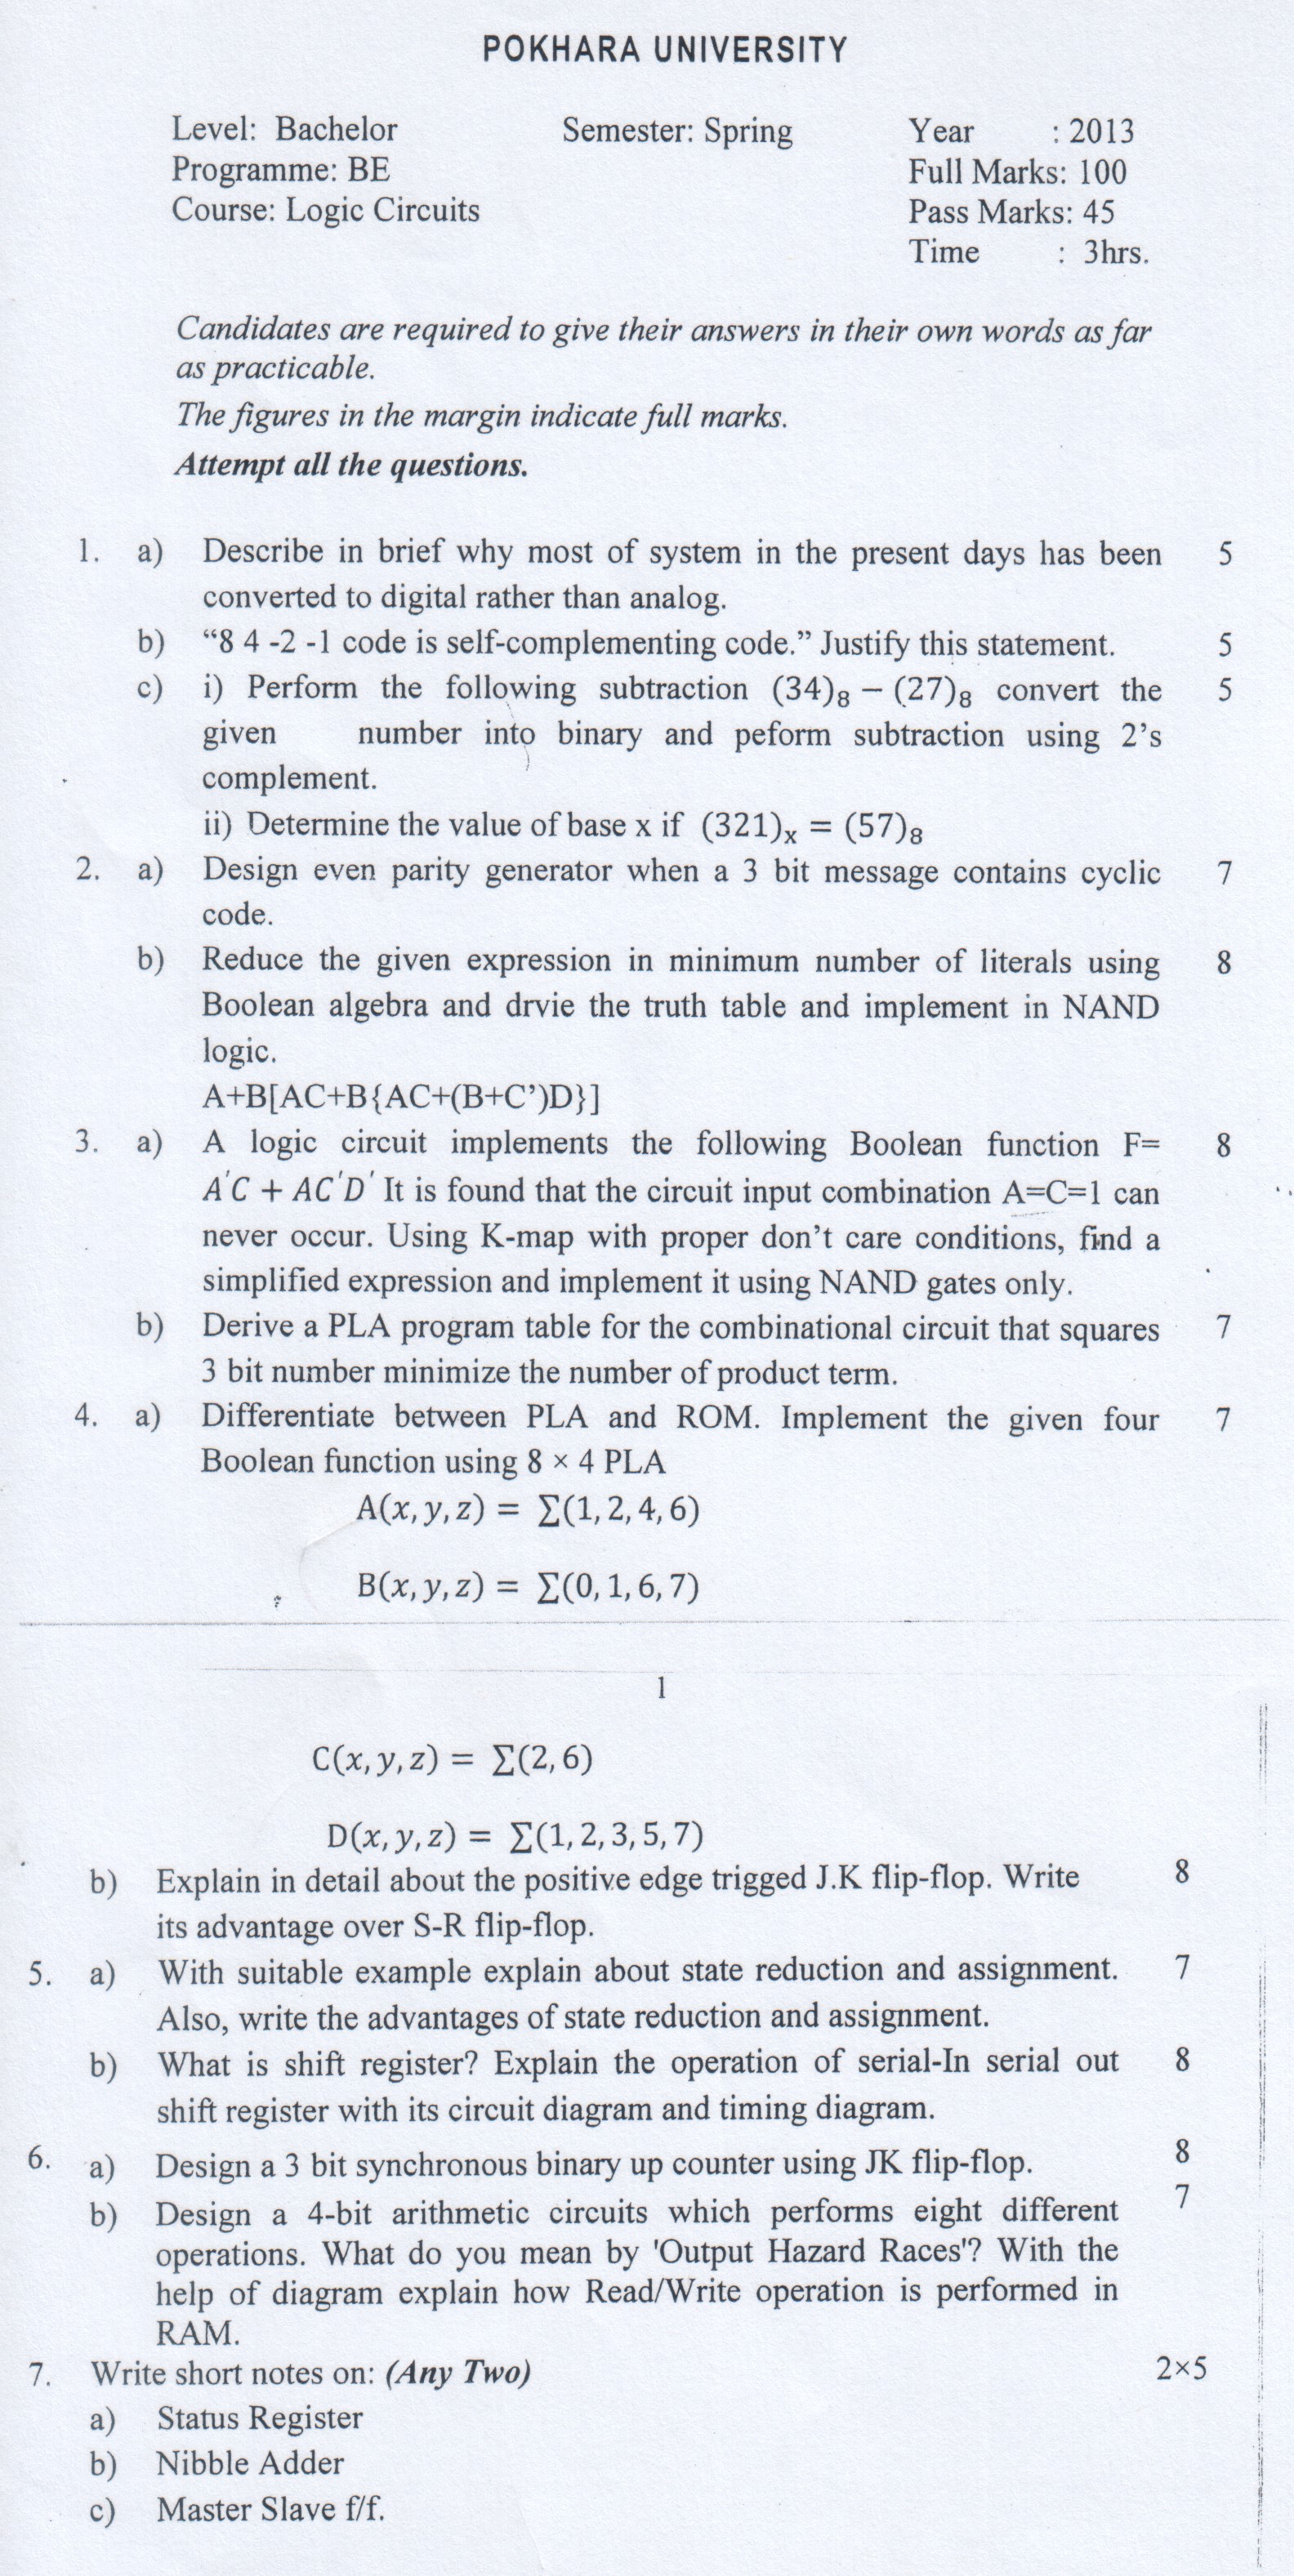 POKHARA UNIVERSITY
Level: Bachelor Semester: Spring Year : 2013
Programme: BE Full Marks: 100
Course: Logic Circuits Pass Marks: 45
Time : 3hrs.
Candidates are required to give their answers in their own words as far
as practicable.
The figures in the margin indicate full marks.
Attempt all the questions.
1. a) Describe in brief why most of system in the present days has been 5
converted to digital rather than analog.
b) “8 4 -2 -1 code is self-complementing code.” Justify this statement. 5
c) i) Perform the following subtraction (34)₈ − (27)₈ convert the 5
given number into binary and peform subtraction using 2’s
complement.
ii) Determine the value of base x if (321)ₓ = (57)₈
2. a) Design even parity generator when a 3 bit message contains cyclic 7
code.
b) Reduce the given expression in minimum number of literals using 8
Boolean algebra and drvie the truth table and implement in NAND
logic.
A+B[AC+B{AC+(B+C’)D}]
3. a) A logic circuit implements the following Boolean function F= 8
A'C + AC'D' It is found that the circuit input combination A=C=1 can
never occur. Using K-map with proper don’t care conditions, find a
simplified expression and implement it using NAND gates only.
b) Derive a PLA program table for the combinational circuit that squares 7
3 bit number minimize the number of product term.
4. a) Differentiate between PLA and ROM. Implement the given four 7
Boolean function using 8 × 4 PLA
A(x, y, z) = ∑(1, 2, 4, 6)
B(x, y, z) = ∑(0, 1, 6, 7)
1
C(x, y, z) = ∑(2, 6)
D(x, y, z) = ∑(1, 2, 3, 5, 7)
b) Explain in detail about the positive edge trigged J.K flip-flop. Write 8
its advantage over S-R flip-flop.
5. a) With suitable example explain about state reduction and assignment. 7
Also, write the advantages of state reduction and assignment.
b) What is shift register? Explain the operation of serial-In serial out 8
shift register with its circuit diagram and timing diagram.
6. a) Design a 3 bit synchronous binary up counter using JK flip-flop. 8
b) Design a 4-bit arithmetic circuits which performs eight different 7
operations. What do you mean by 'Output Hazard Races'? With the
help of diagram explain how Read/Write operation is performed in
RAM.
7. Write short notes on: (Any Two) 2×5
a) Status Register
b) Nibble Adder
c) Master Slave f/f.